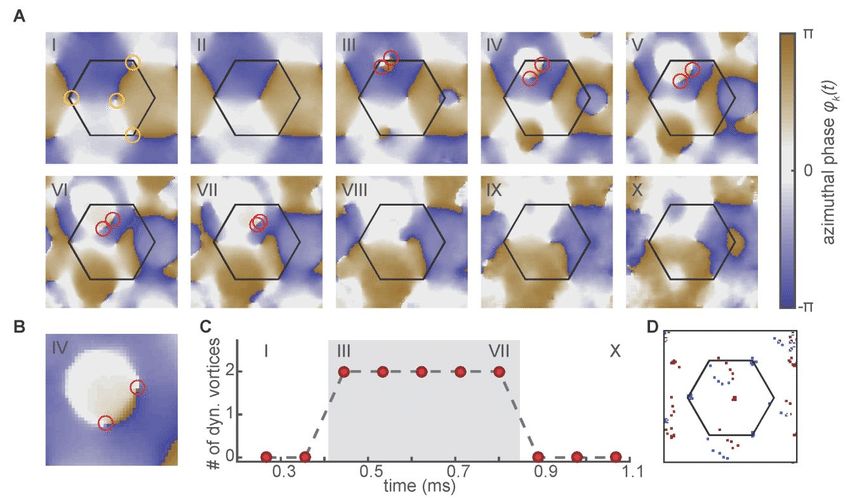 A
I
II
III
IV
V
VI
VII
VIII
IX
X
π
0
-π
azimuthal phase φk(t)
B
IV
C
I
III
VII
X
# of dyn. vortices
2
1
0
0.3
0.5
0.7
0.9
1.1
time (ms)
D